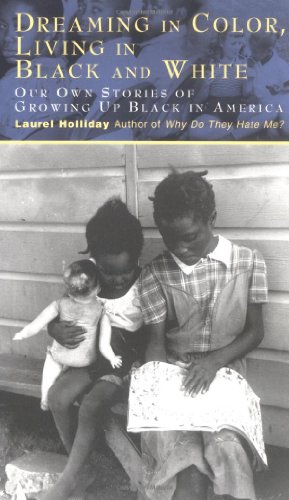 DREAMING IN COLOR,
LIVING IN
BLACK AND WHITE
OUR OWN STORIES OF
GROWING UP BLACK IN AMERICA
Laurel Holliday Author of Why Do They Hate Me?